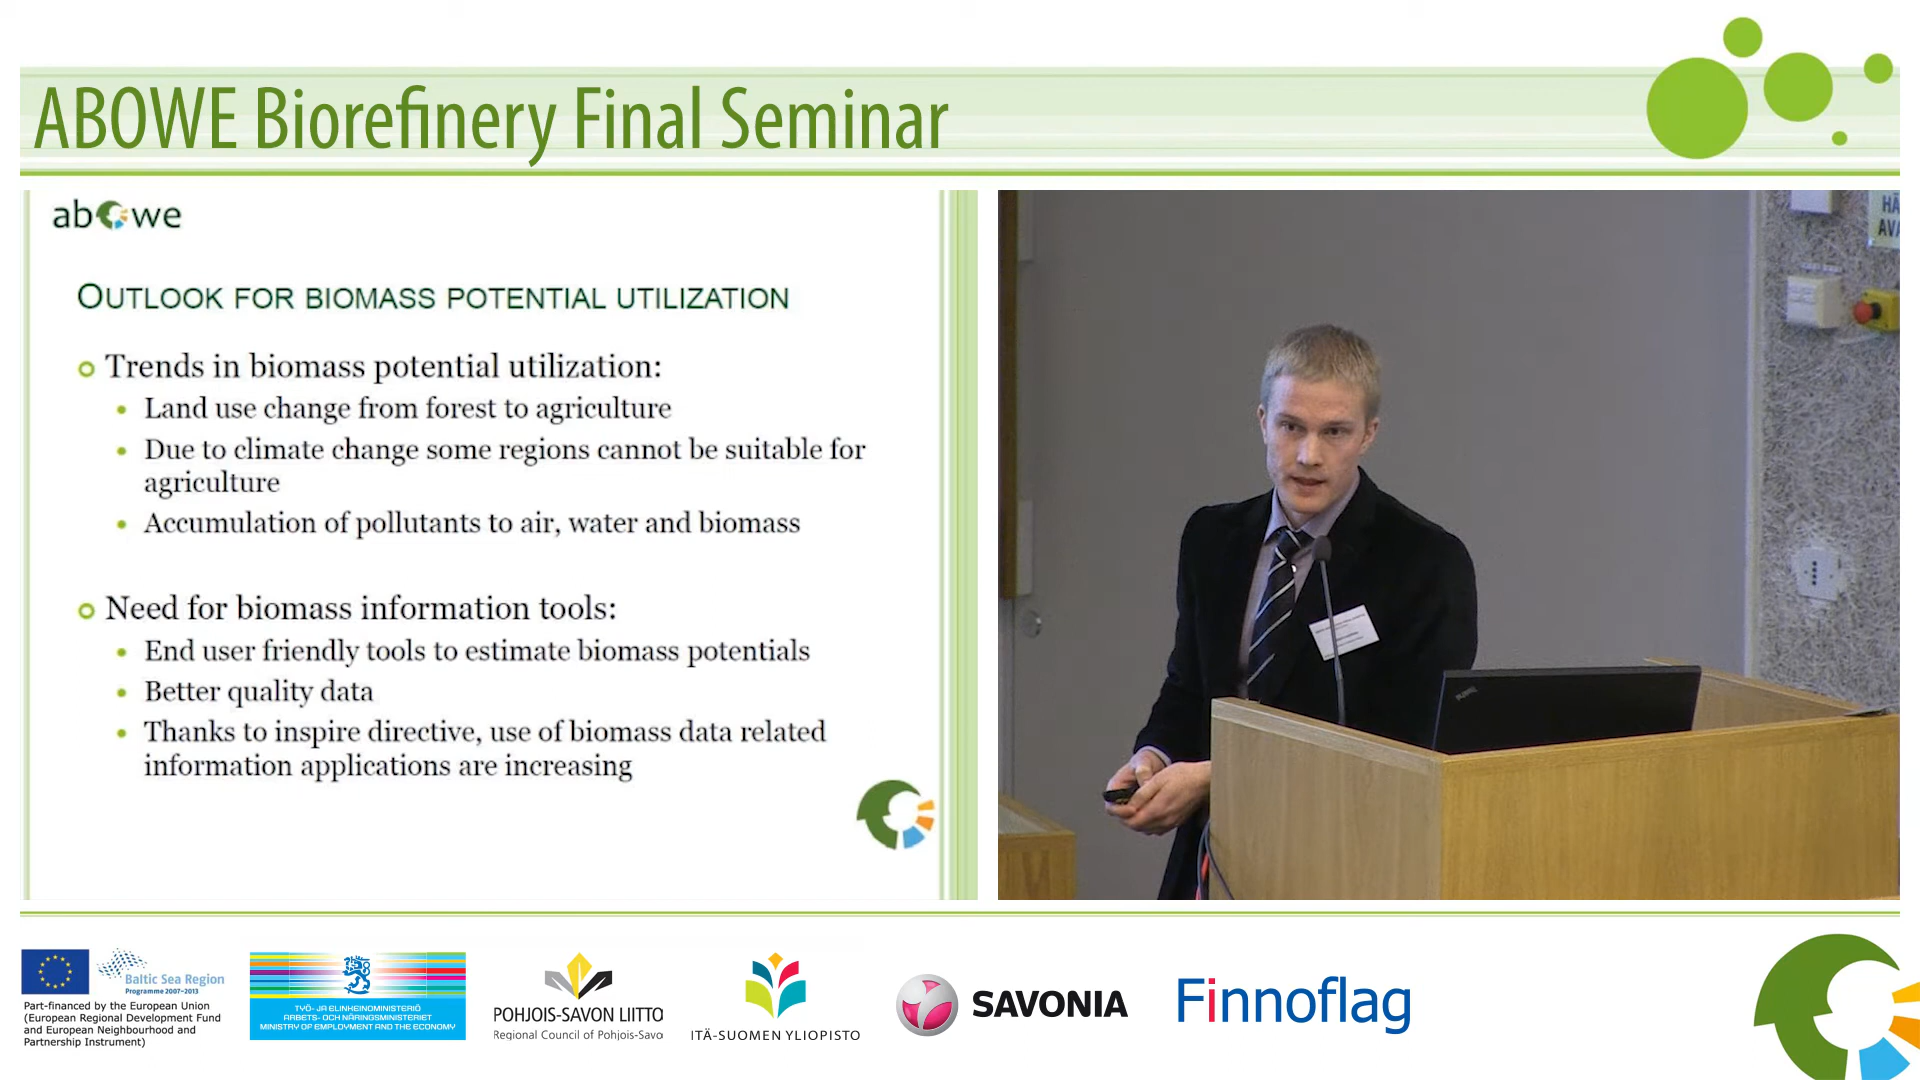 ABOWE Biorefinery Final Seminar
abowe
OUTLOOK FOR BIOMASS POTENTIAL UTILIZATION
Trends in biomass potential utilization:
Land use change from forest to agriculture
Due to climate change some regions cannot be suitable for
agriculture
Accumulation of pollutants to air, water and biomass
Need for biomass information tools:
End user friendly tools to estimate biomass potentials
Better quality data
Thanks to inspire directive, use of biomass data related
information applications are increasing
HÄ
AVA
Baltic Sea Region
Programme 2007-2013
Part-financed by the European Union
(European Regional Development Fund
and European Neighbourhood and
Partnership Instrument)
TYÖ- JA ELINKEINOMINISTERIÖ
ARBETS- OCH NÄRINGSMINISTERIET
MINISTRY OF EMPLOYMENT AND THE ECONOMY
POHJOIS-SAVON LIITTO
Regional Council of Pohjois-Savo
ITÄ-SUOMEN YLIOPISTO
SAVONIA
Finnoflag